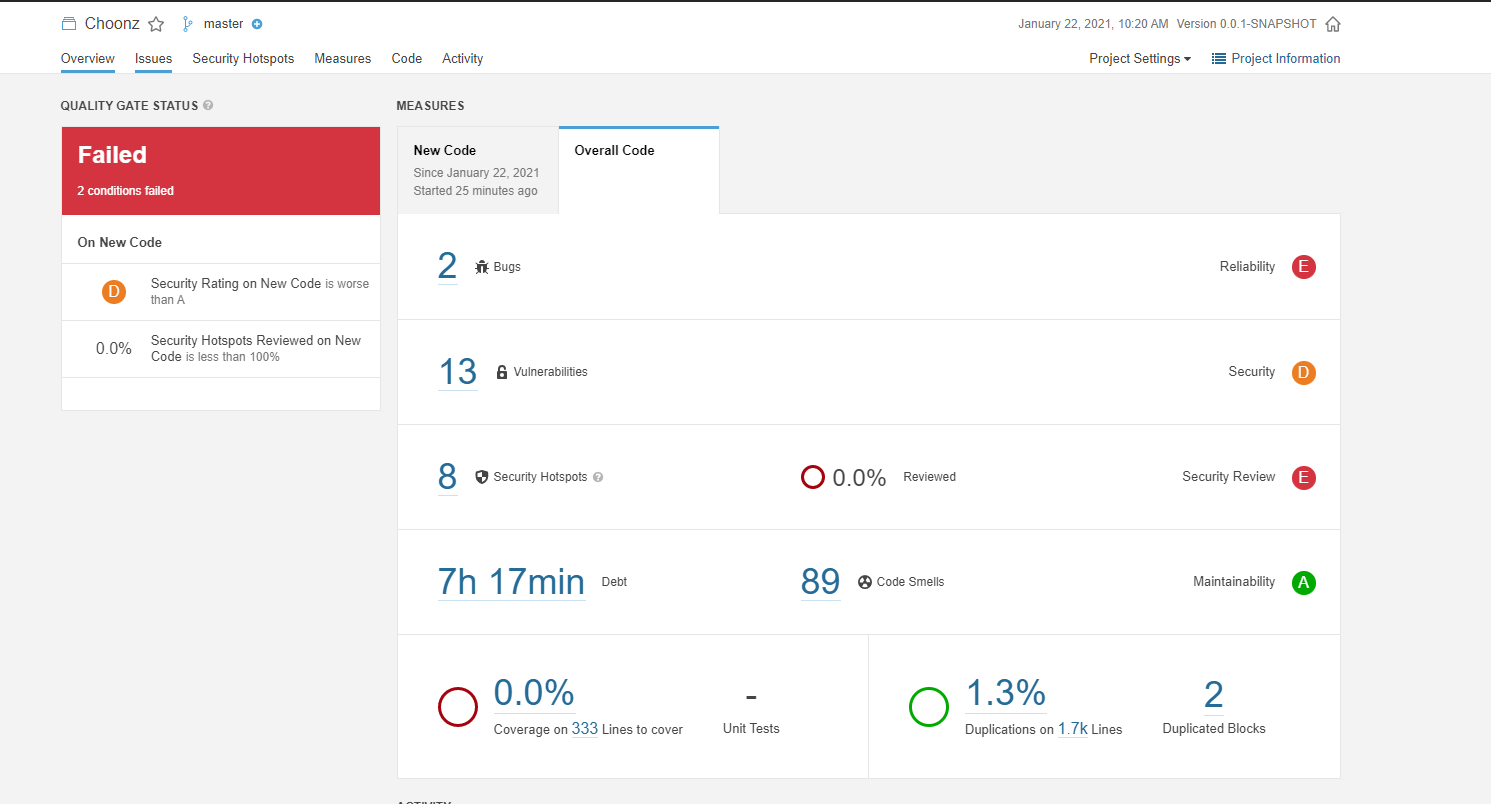 Choonz master January 22, 2021, 10:20 AM Version 0.0.1-SNAPSHOT
Overview Issues Security Hotspots Measures Code Activity Project Settings Project Information
QUALITY GATE STATUS ?
Failed
2 conditions failed
On New Code
D Security Rating on New Code is worse
than A
0.0% Security Hotspots Reviewed on New
Code is less than 100%
MEASURES
New Code
Since January 22, 2021
Started 25 minutes ago
Overall Code
2 Bugs Reliability E
13 Vulnerabilities Security D
8 Security Hotspots ? 0.0% Reviewed Security Review E
7h 17min Debt 89 Code Smells Maintainability A
0.0%
Coverage on 333 Lines to cover
-
Unit Tests
1.3%
Duplications on 1.7k Lines
2
Duplicated Blocks
ACTIVITY